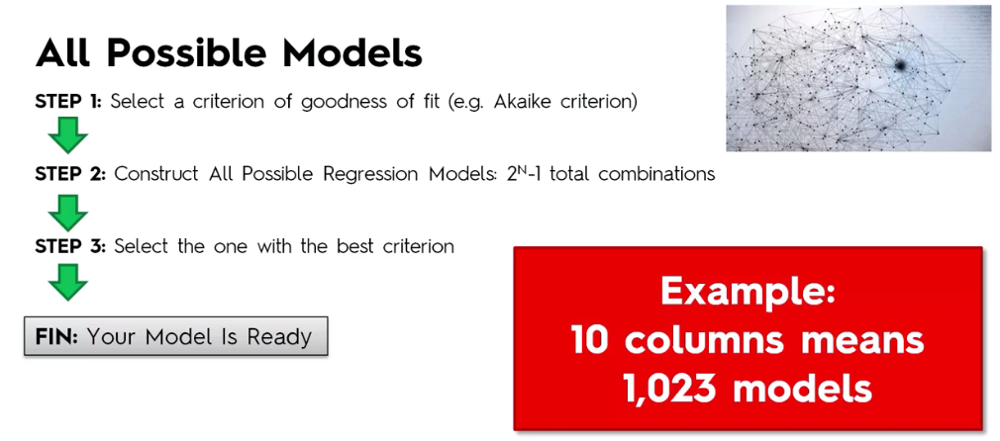 All Possible Models
STEP 1: Select a criterion of goodness of fit (e.g. Akaike criterion)
STEP 2: Construct All Possible Regression Models: 2ᴺ-1 total combinations
STEP 3: Select the one with the best criterion
FIN: Your Model Is Ready
Example:
10 columns means
1,023 models